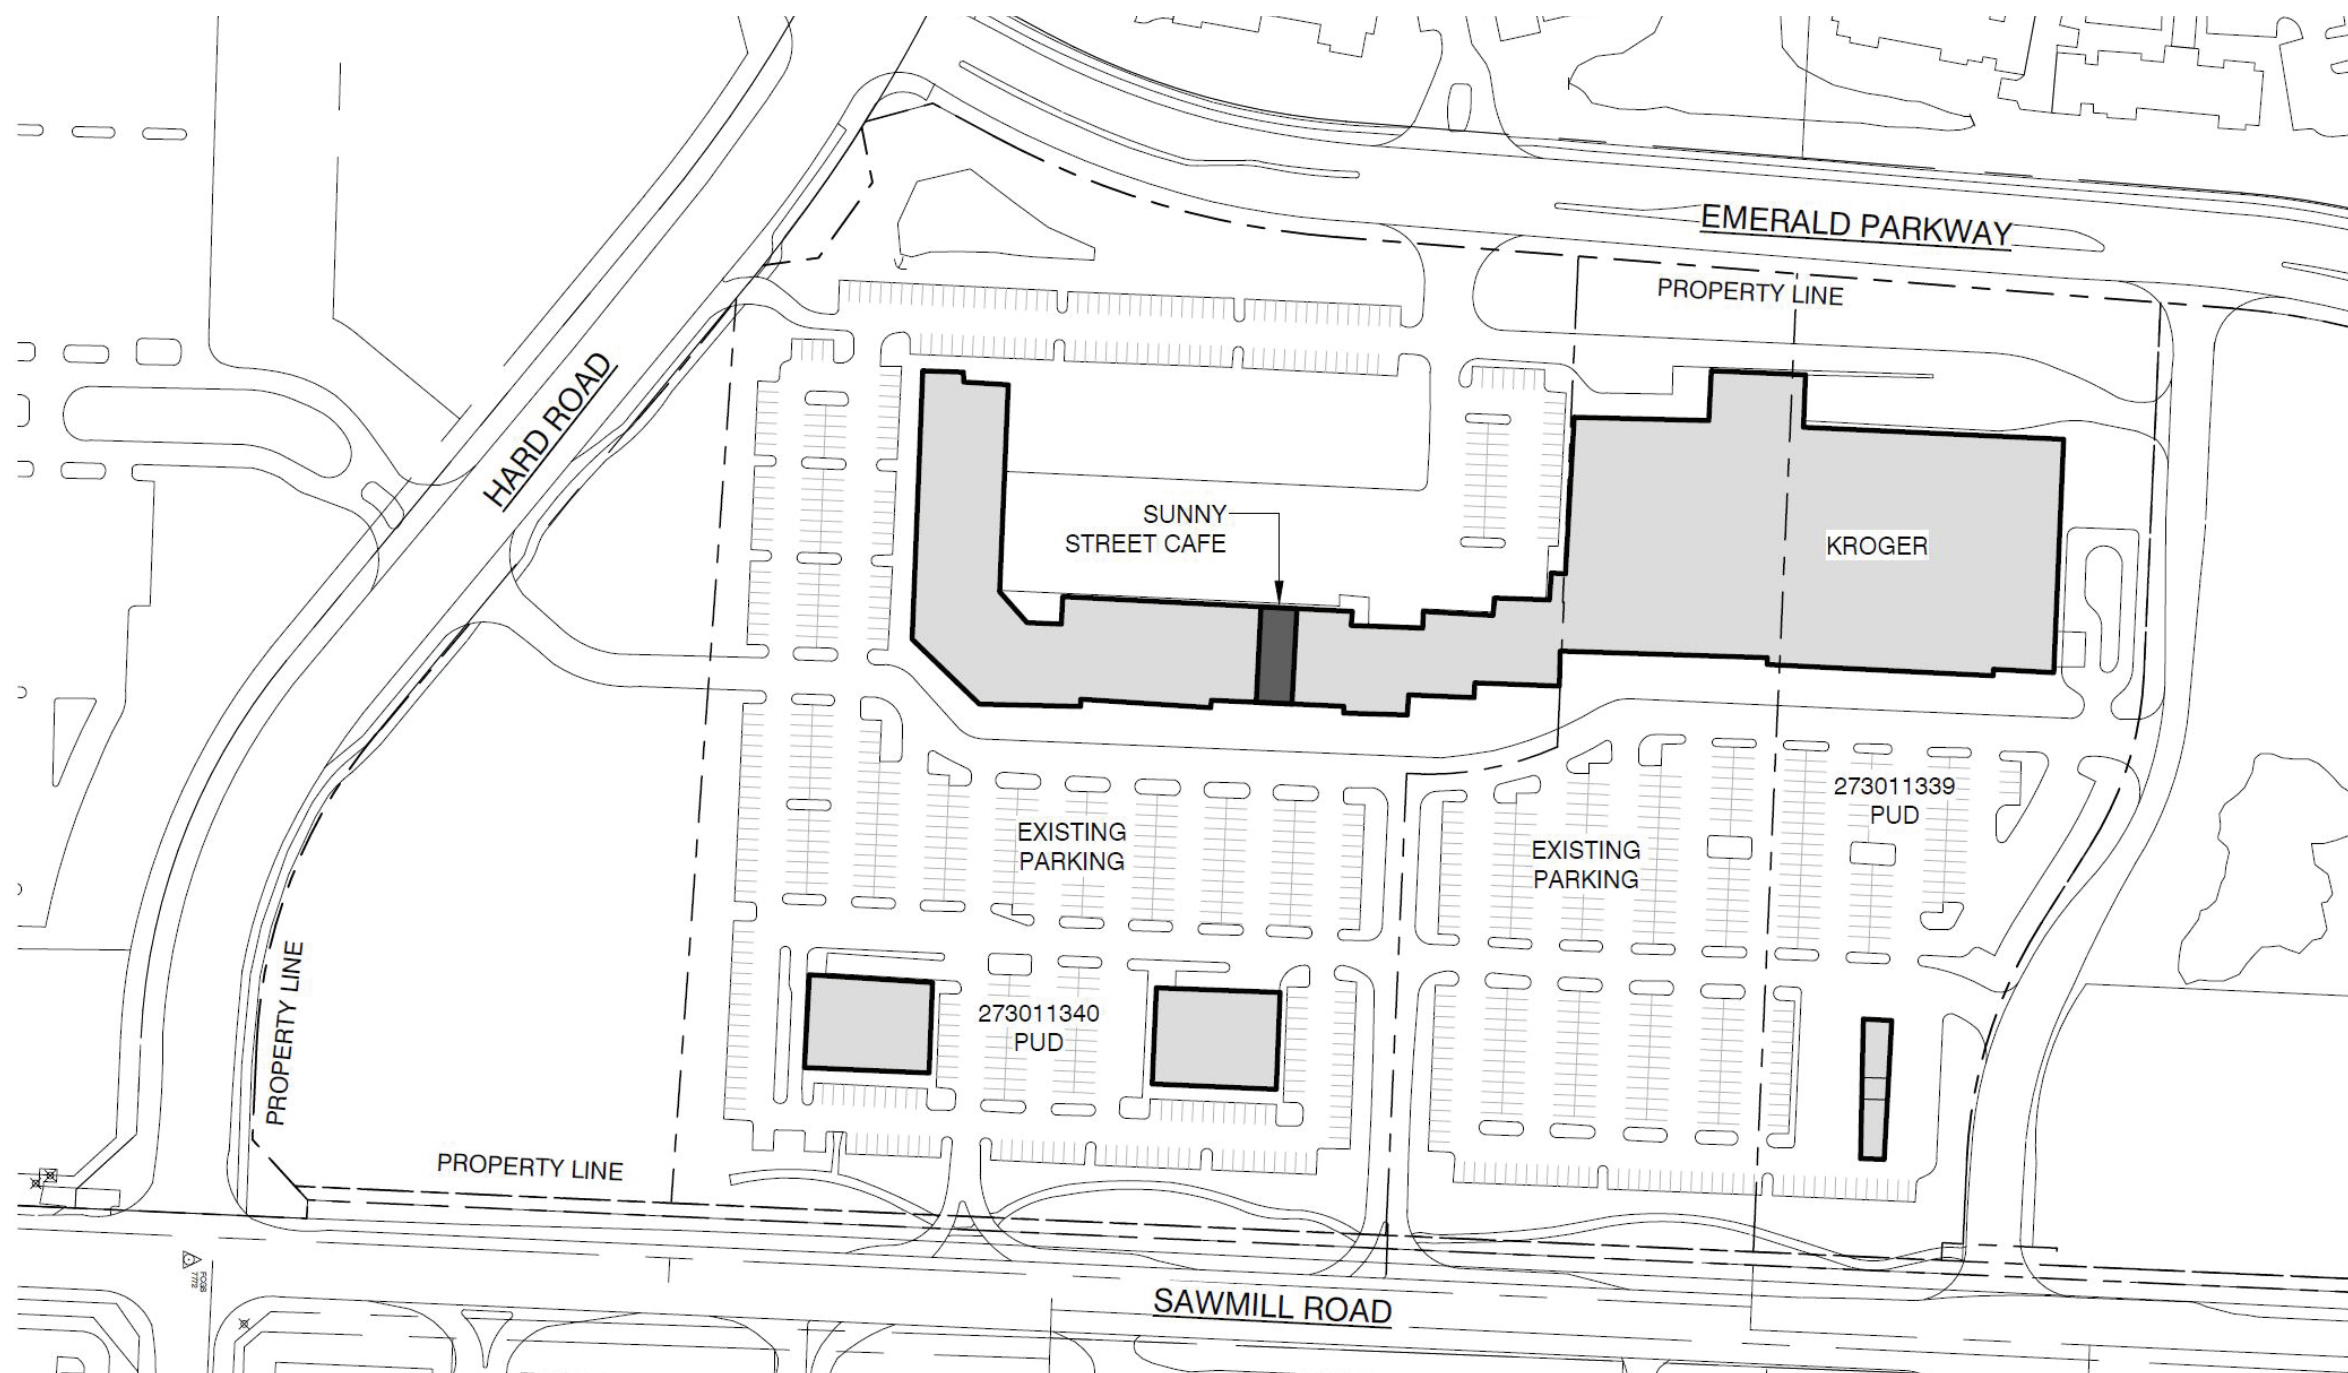 EMERALD PARKWAY
PROPERTY LINE
HARD ROAD
SUNNY
STREET CAFE
KROGER
273011339
PUD
EXISTING
PARKING
EXISTING
PARKING
273011340
PUD
PROPERTY LINE
PROPERTY LINE
SAWMILL ROAD